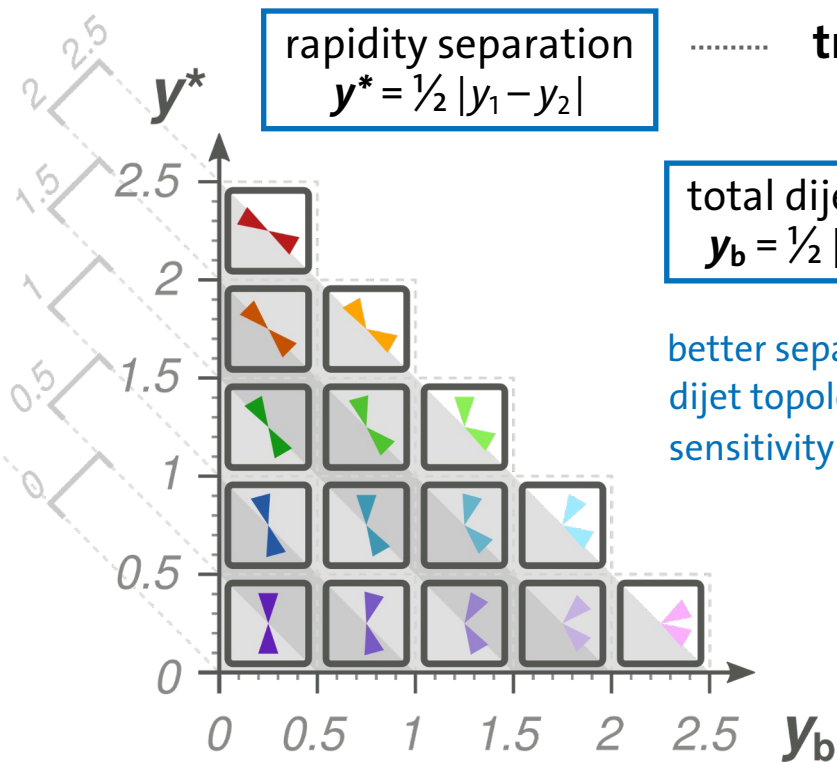 rapidity separation
y* = ½ |y₁ – y₂|
total dije
y_b = ½ |
better sepa
dijet topolo
sensitivity
y*
2.5
2
1.5
1
0.5
0
2.5
2
1.5
1
0.5
0
0 0.5 1 1.5 2 2.5
y_b